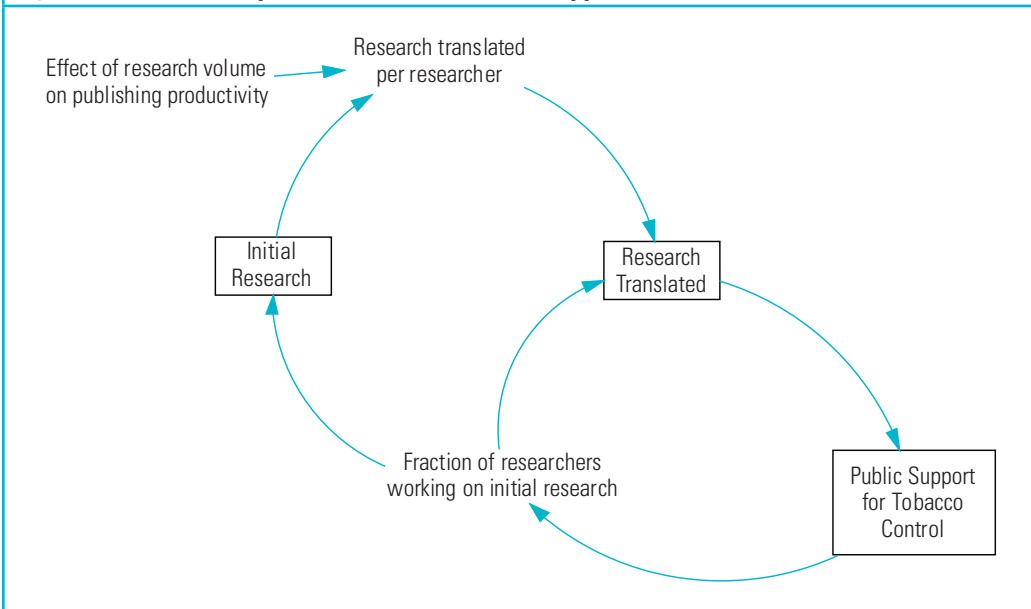 Research translated
per researcher
Effect of research volume
on publishing productivity
Initial
Research
Research
Translated
Fraction of researchers
working on initial research
Public Support
for Tobacco
Control